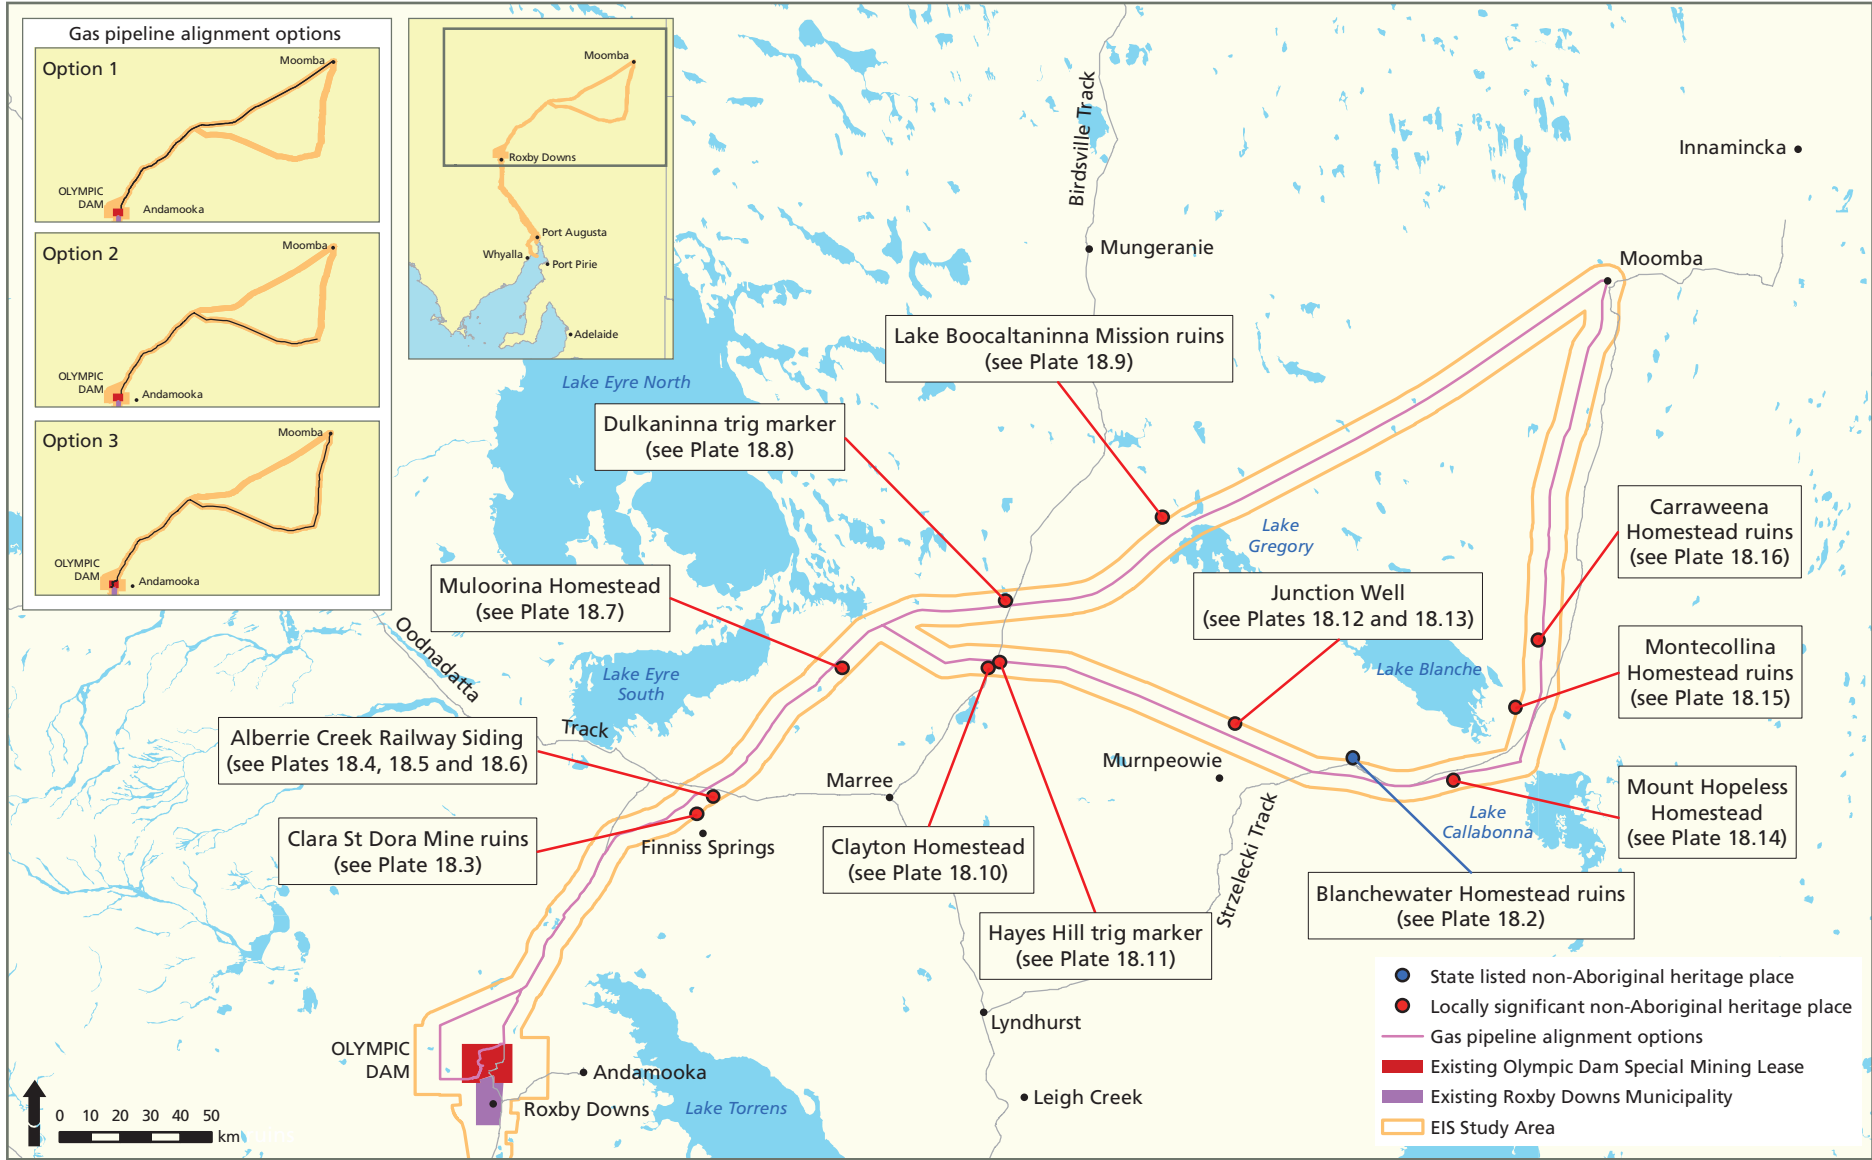 Gas pipeline alignment options
Option 1
Moomba
OLYMPIC
DAM
Andamooka
Option 2
Moomba
OLYMPIC
DAM
Andamooka
Option 3
Moomba
OLYMPIC
DAM
Andamooka
Moomba
Roxby Downs
Port Augusta
Whyalla
Port Pirie
Adelaide
Birdsville Track
Innamincka
Mungeranie
Moomba
Lake Boocaltaninna Mission ruins
(see Plate 18.9)
Lake Eyre North
Dulkaninna trig marker
(see Plate 18.8)
Carraweena
Homestead ruins
(see Plate 18.16)
Lake
Gregory
Muloorina Homestead
(see Plate 18.7)
Junction Well
(see Plates 18.12 and 18.13)
Oodnadatta
Track
Lake Eyre
South
Lake Blanche
Montecollina
Homestead ruins
(see Plate 18.15)
Alberrie Creek Railway Siding
(see Plates 18.4, 18.5 and 18.6)
Marree
Murnpeowie
Strzelecki Track
Mount Hopeless
Homestead
(see Plate 18.14)
Lake
Callabonna
Clara St Dora Mine ruins
(see Plate 18.3)
Finniss Springs
Clayton Homestead
(see Plate 18.10)
Blanchewater Homestead ruins
(see Plate 18.2)
Hayes Hill trig marker
(see Plate 18.11)
Lyndhurst
OLYMPIC
DAM
Andamooka
Roxby Downs
Lake Torrens
Leigh Creek
0 10 20 30 40 50
km
State listed non-Aboriginal heritage place
Locally significant non-Aboriginal heritage place
Gas pipeline alignment options
Existing Olympic Dam Special Mining Lease
Existing Roxby Downs Municipality
EIS Study Area